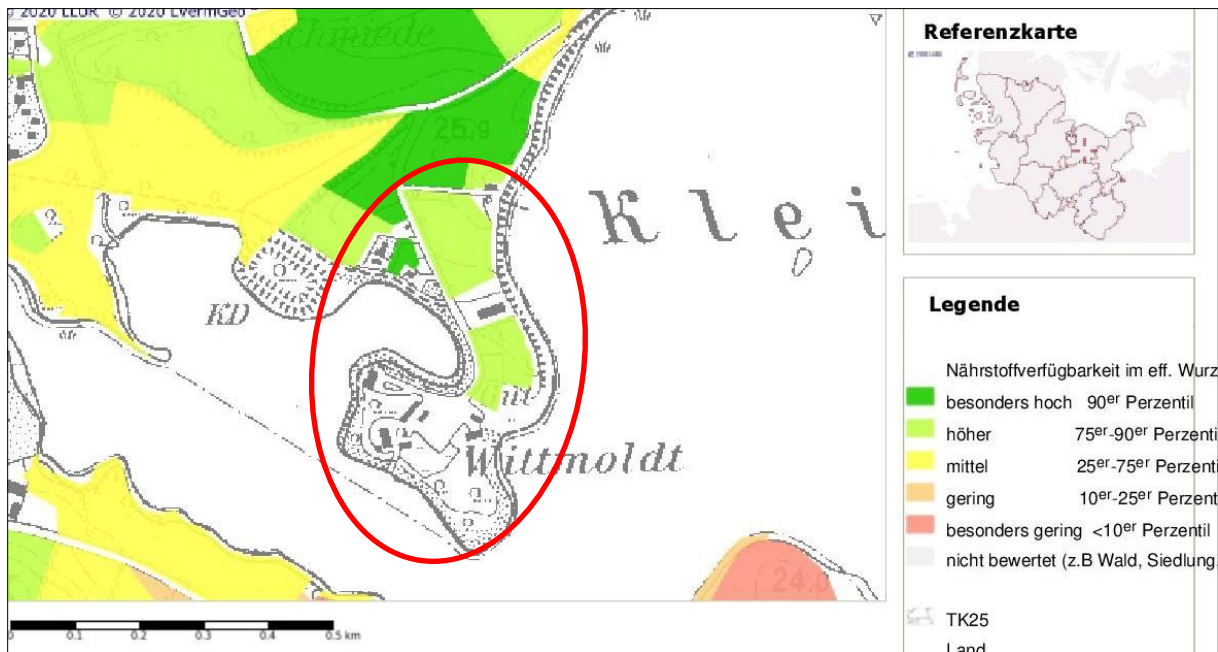 2020 LLUR © 2020 LVermGeo
chmiede
25.9
Klei
KD
Gut
Wittmoldt
24.0
0 0.1 0.2 0.3 0.4 0.5 km
Referenzkarte
Legende
Nährstoffverfügbarkeit im eff. Wurz
besonders hoch 90er Perzentil
höher 75er-90er Perzenti
mittel 25er-75er Perzenti
gering 10er-25er Perzent
besonders gering <10er Perzentil
nicht bewertet (z.B Wald, Siedlung,
TK25
Land